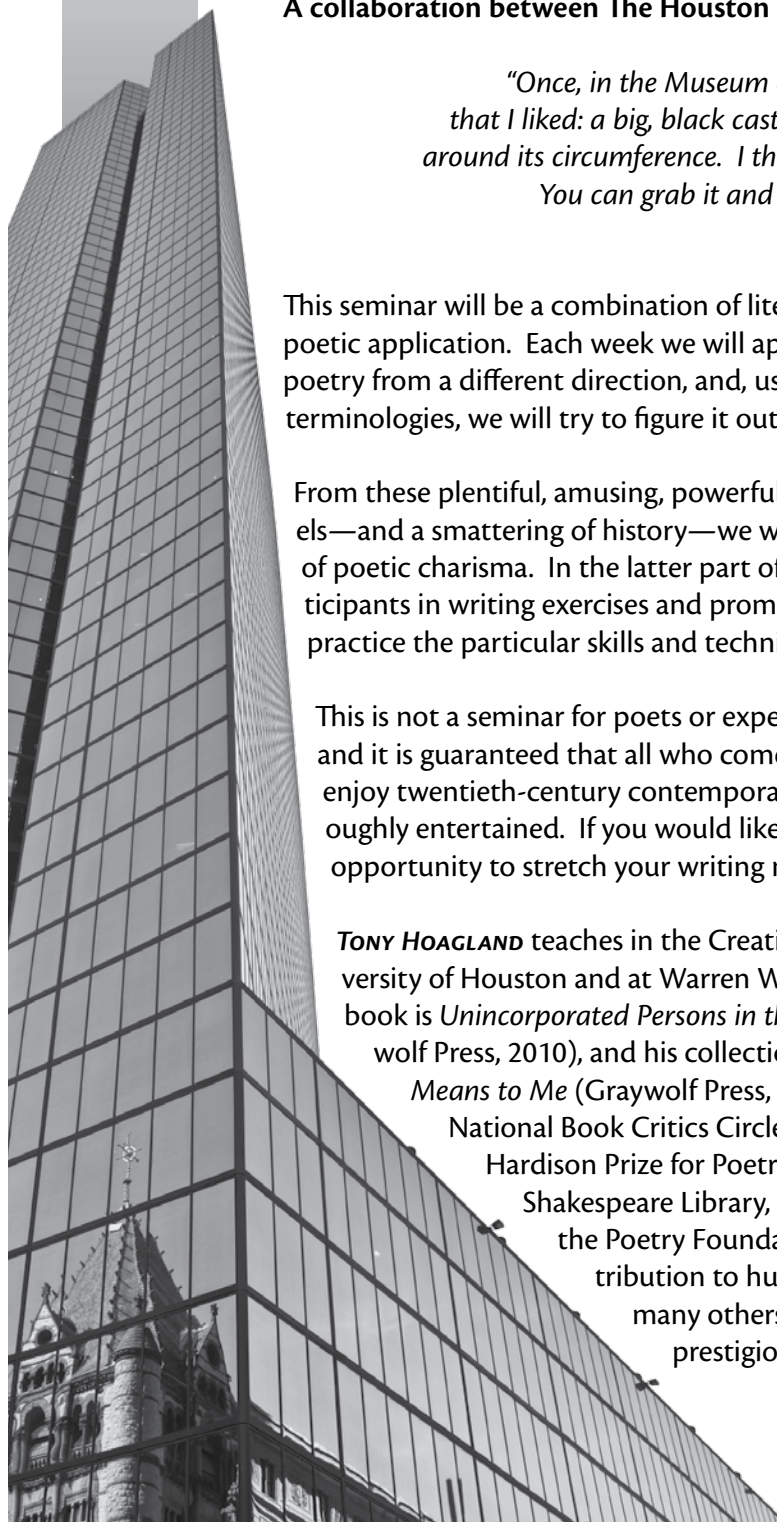 A collaboration between The Houston
“Once, in the Museum
that I liked: a big, black cast
around its circumference.  I th
You can grab it and
This seminar will be a combination of lite
poetic application.  Each week we will ap
poetry from a different direction, and, us
terminologies, we will try to figure it out
From these plentiful, amusing, powerful
els—and a smattering of history—we w
of poetic charisma.  In the latter part of
ticipants in writing exercises and prom
practice the particular skills and techni
This is not a seminar for poets or expe
and it is guaranteed that all who come
enjoy twentieth-century contempora
oughly entertained.  If you would like
opportunity to stretch your writing
TONY HOAGLAND teaches in the Creati
versity of Houston and at Warren W
book is Unincorporated Persons in th
wolf Press, 2010), and his collectio
Means to Me (Graywolf Press,
National Book Critics Circle
Hardison Prize for Poetr
Shakespeare Library,
the Poetry Founda
tribution to hu
many others
prestigio